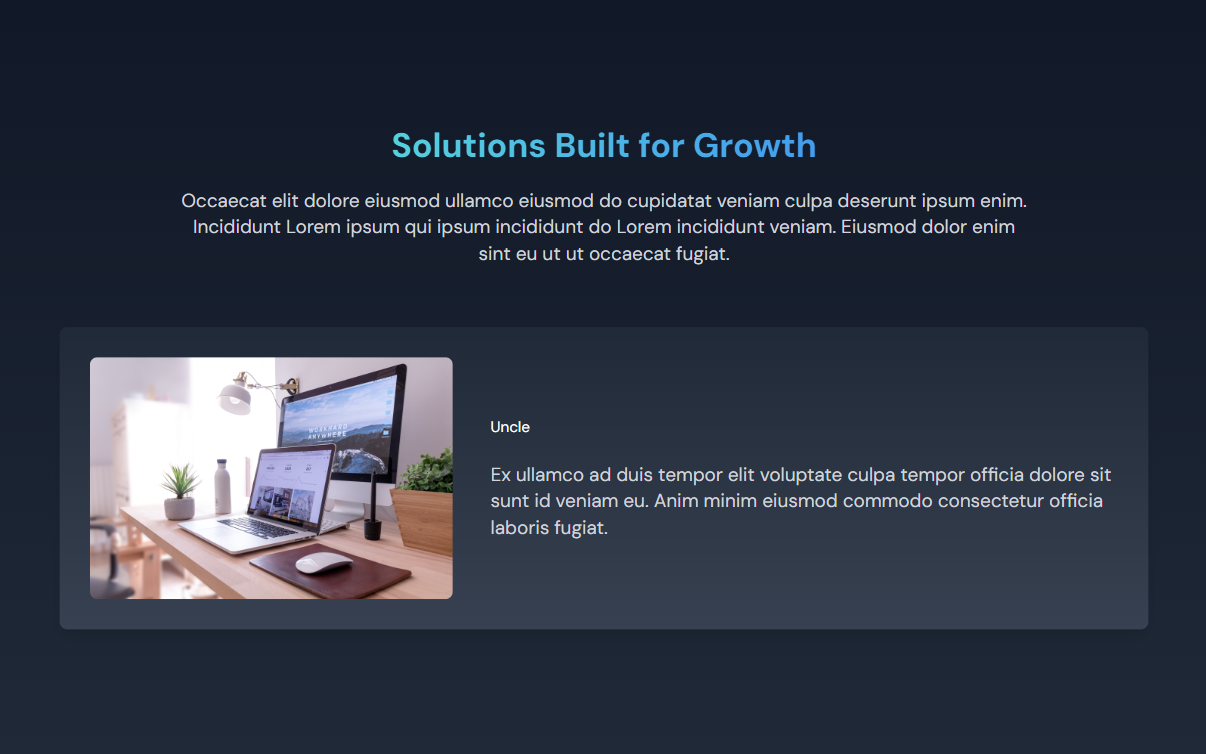 Solutions Built for Growth
Occaecat elit dolore eiusmod ullamco eiusmod do cupidatat veniam culpa deserunt ipsum enim.
Incididunt Lorem ipsum qui ipsum incididunt do Lorem incididunt veniam. Eiusmod dolor enim
sint eu ut ut occaecat fugiat.
WORKHARD
ANYWHERE
Uncle
Ex ullamco ad duis tempor elit voluptate culpa tempor officia dolore sit
sunt id veniam eu. Anim minim eiusmod commodo consectetur officia
laboris fugiat.